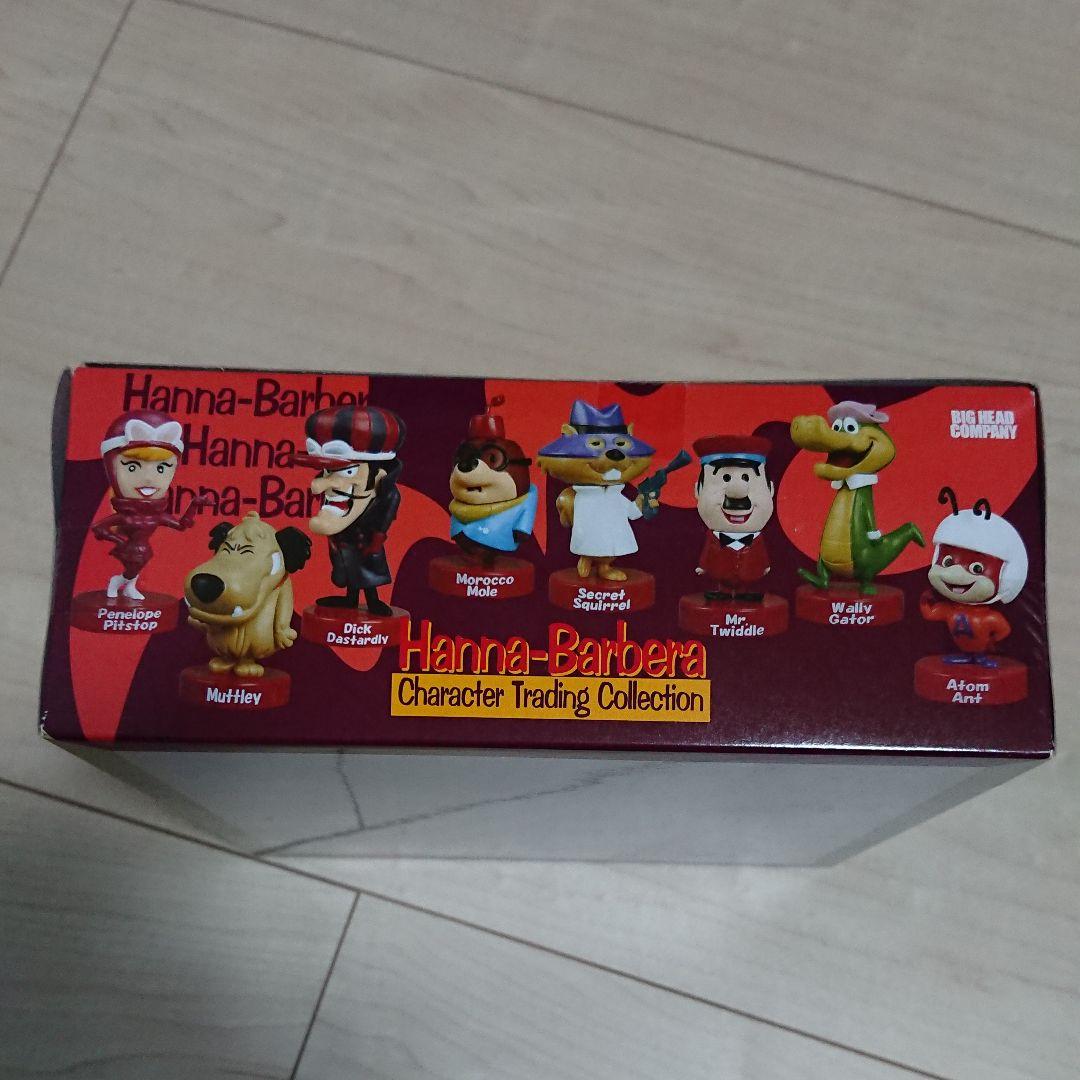 Hanna-Barber
Hanna-
anna-Bar
BIG HEAD
COMPANY
Penelope
Pitstop
Muttley
Dick
Dastardly
Morocco
Mole
Secret
Squirrel
Mr.
Twiddle
Wally
Gator
Atom
Ant
A
Hanna-Barbera
Character Trading Collection